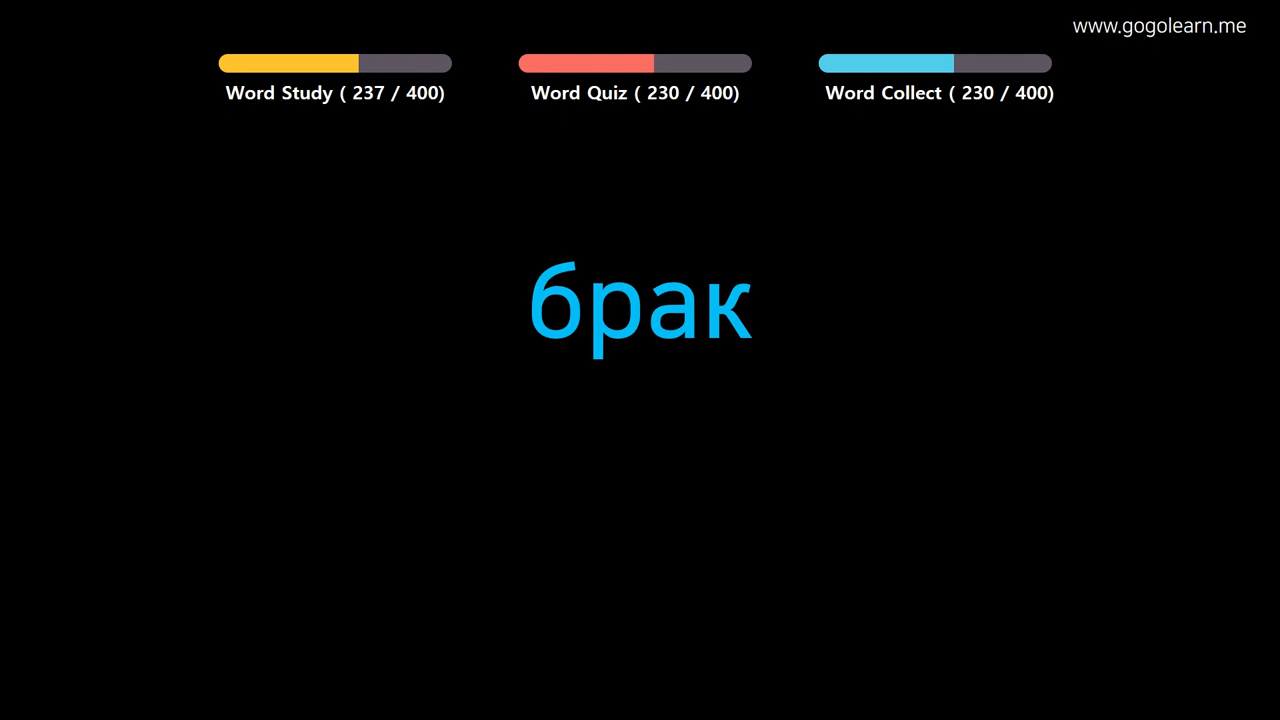 www.gogolearn.me
Word Study ( 237 / 400)
Word Quiz ( 230 / 400)
Word Collect ( 230 / 400)
брак